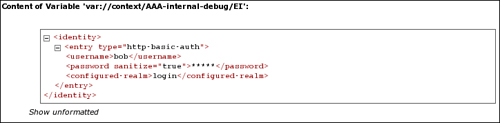 Content of Variable 'var://context/AAA-internal-debug/EI':
<identity>
<entry type="http-basic-auth">
<username>bob</username>
<password sanitize="true">*****</password>
<configured-realm>login</configured-realm>
</entry>
</identity>
Show unformatted